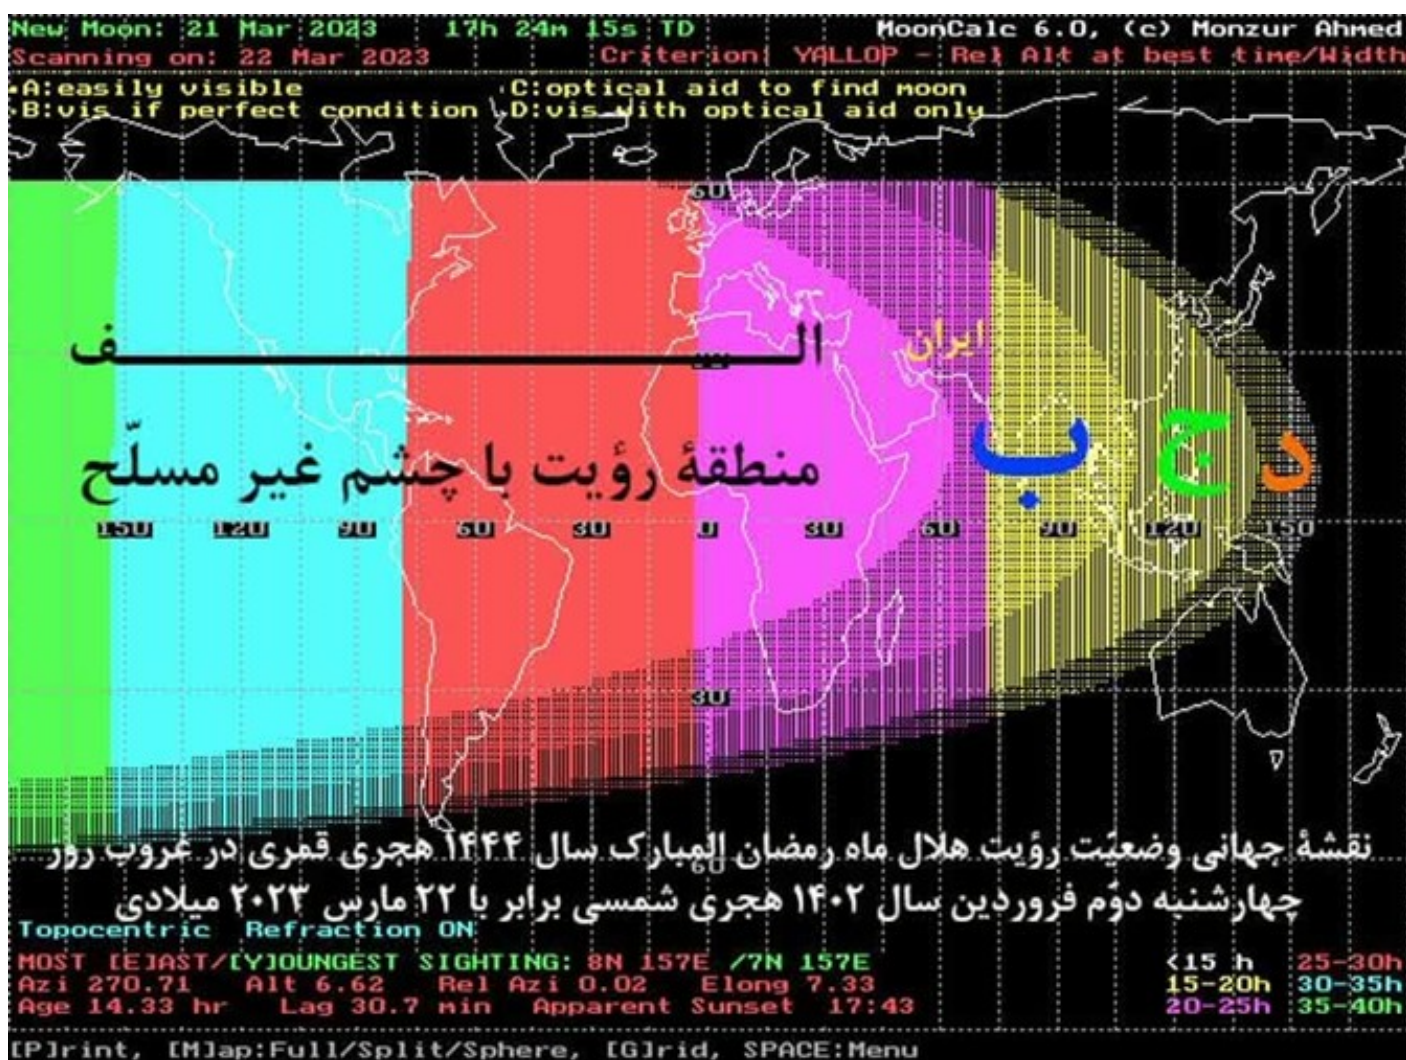 New Moon: 21 Mar 2023 17h 24m 15s TD MoonCalc 6.0, (c) Monzur Ahmed
Scanning on: 22 Mar 2023 Criterion: YALLOP - Rel Alt at best time/Width
A:easily visible C:optical aid to find moon
B:vis if perfect condition D:vis with optical aid only
60
ایران
الــــــــف
ب ج د
منطقهٔ رؤیت با چشم غیر مسلّح
150 120 90 60 30 0 30 60 90 120 150
30
نقشهٔ جهانی وضعیّت رؤیت هلال ماه رمضان المبارک سال ۱۴۴۴ هجری قمری در غروب روز
60
چهارشنبه دوّم فروردین سال ۱۴۰۲ هجری شمسی برابر با ۲۲ مارس ۲۰۲۳ میلادی
Topocentric Refraction ON
MOST [E]AST/[Y]OUNGEST SIGHTING: 8N 157E /7N 157E <15 h 25-30h
Azi 270.71 Alt 6.62 Rel Azi 0.02 Elong 7.33 15-20h 30-35h
Age 14.33 hr Lag 30.7 min Apparent Sunset 17:43 20-25h 35-40h
[P]rint, [M]ap:Full/Split/Sphere, [G]rid, SPACE:Menu